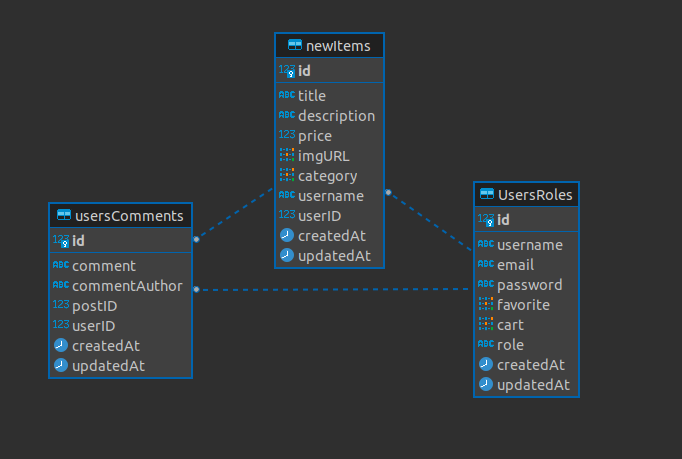 newItems
123 id
ABC title
ABC description
123 price
imgURL
category
ABC username
123 userID
createdAt
updatedAt
usersComments
123 id
ABC comment
ABC commentAuthor
123 postID
123 userID
createdAt
updatedAt
UsersRoles
123 id
ABC username
ABC email
ABC password
favorite
cart
ABC role
createdAt
updatedAt